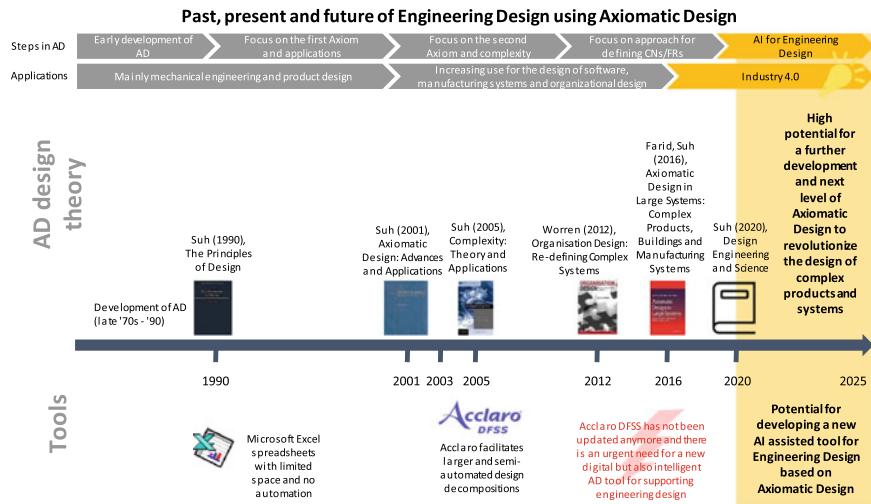 Past, present and future of Engineering Design using Axiomatic Design
Steps in AD
Early development of
AD
Focus on the first Axiom
and applications
Focus on the second
Axiom and complexity
Focus on approach for
defining CNs/FRs
AI for Engineering
Design
Applications
Mainly mechanical engineering and product design
Increasing use for the design of software,
manufacturing systems and organizational design
Industry 4.0
AD design
theory
Development of AD
(late '70s - '90)
Suh (1990),
The Principles
of Design
Suh (2001),
Axiomatic
Design: Advances
and Applications
Suh (2005),
Complexity:
Theory and
Applications
Worren (2012),
Organisation Design:
Re-defining Complex
Systems
ORGANISATION
DESIGN
Farid, Suh
(2016),
Axiomatic
Design in
Large Systems:
Complex
Products,
Buildings and
Manufacturing
Systems
Axiomatic
Design in
Large Systems
Suh (2020),
Design
Engineering
and Science
High
potential for
a further
development
and next
level of
Axiomatic
Design to
revolutionize
the design of
complex
products and
systems
1990
2001
2003
2005
2012
2016
2020
2025
Tools
Microsoft Excel
spreadsheets
with limited
space and no
automation
Acclaro
DFSS
Acclaro facilitates
larger and semi-
automated design
decompositions
Acclaro DFSS has not been
updated anymore and there
is an urgent need for a new
digital but also intelligent
AD tool for supporting
engineering design
Potential for
developing a new
AI assisted tool for
Engineering Design
based on
Axiomatic Design